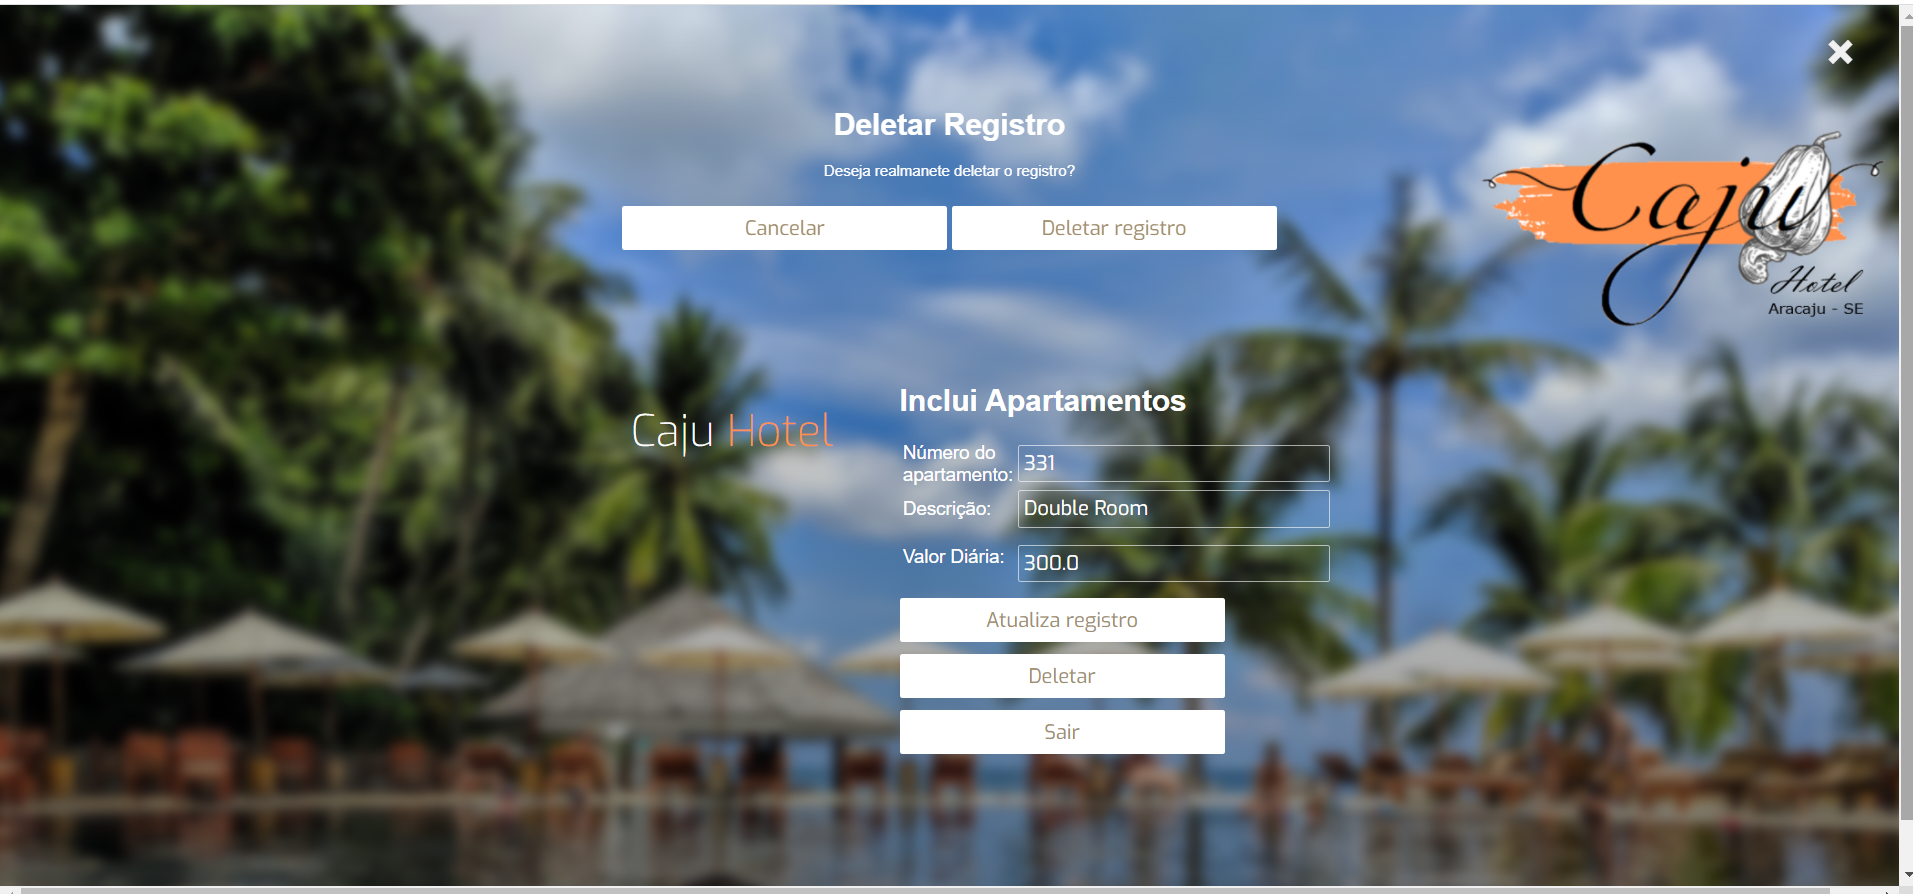 Deletar Registro
Deseja realmanete deletar o registro?
Cancelar
Deletar registro
Caju
Hotel
Aracaju - SE
Caju Hotel
Inclui Apartamentos
Número do
apartamento:
331
Descrição:
Double Room
Valor Diária:
300.0
Atualiza registro
Deletar
Sair